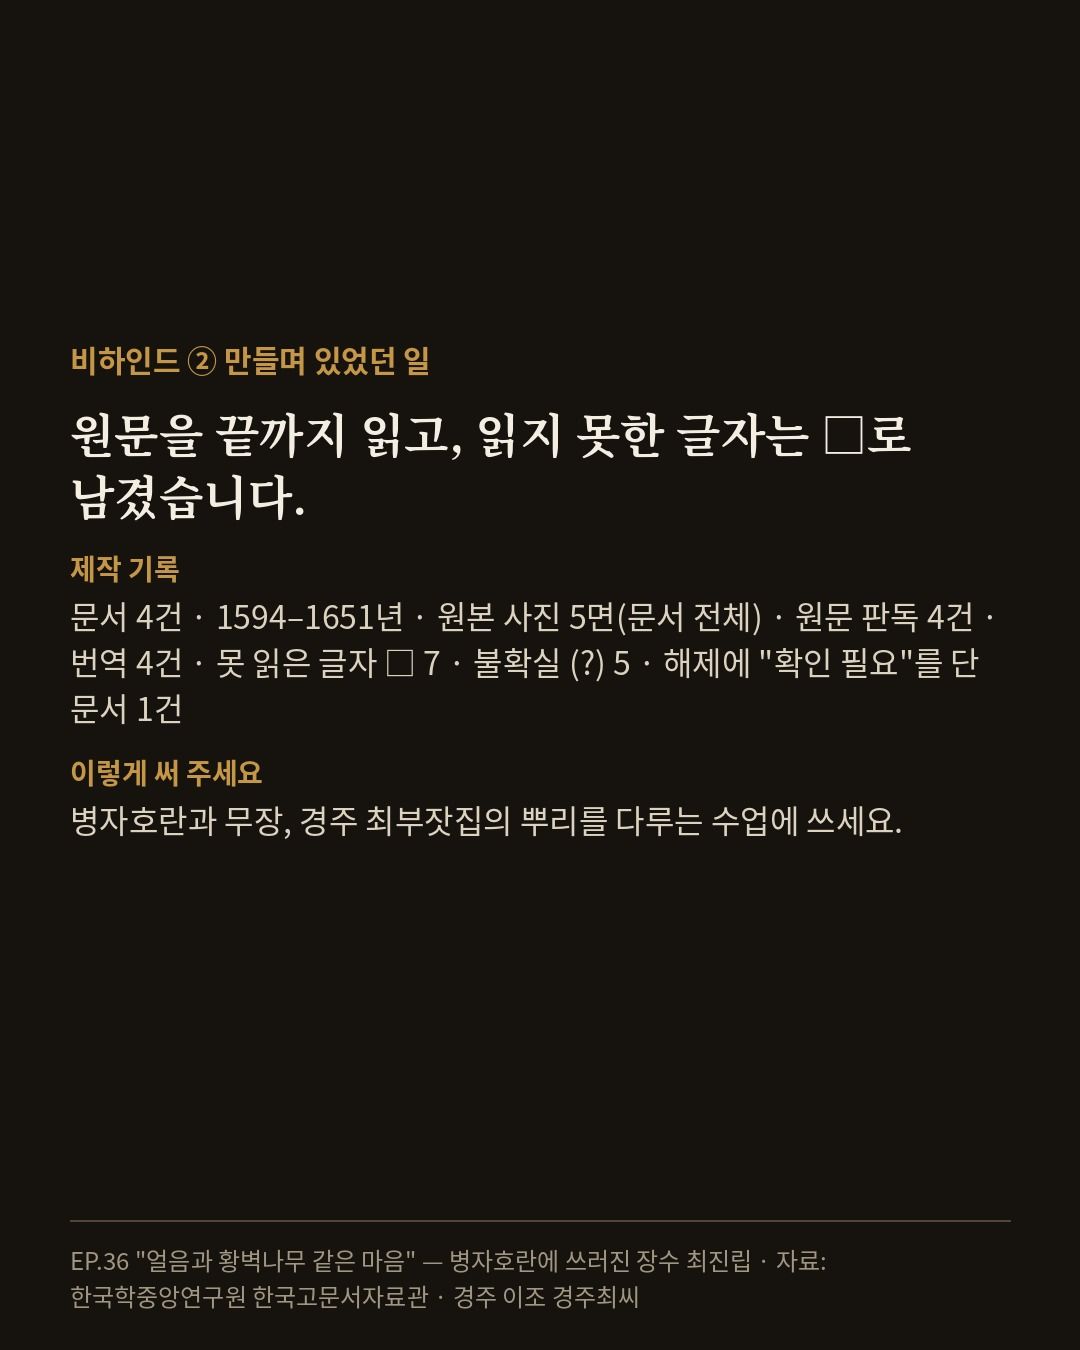 비하인드 ② 만들며 있었던 일
원문을 끝까지 읽고, 읽지 못한 글자는 □로
남겼습니다.
제작 기록
문서 4건 · 1594–1651년 · 원본 사진 5면(문서 전체) · 원문 판독 4건 ·
번역 4건 · 못 읽은 글자 □ 7 · 불확실 (?) 5 · 해제에 "확인 필요"를 단
문서 1건
이렇게 써 주세요
병자호란과 무장, 경주 최부잣집의 뿌리를 다루는 수업에 쓰세요.
EP.36 "얼음과 황벽나무 같은 마음" — 병자호란에 쓰러진 장수 최진립 · 자료:
한국학중앙연구원 한국고문서자료관 · 경주 이조 경주최씨